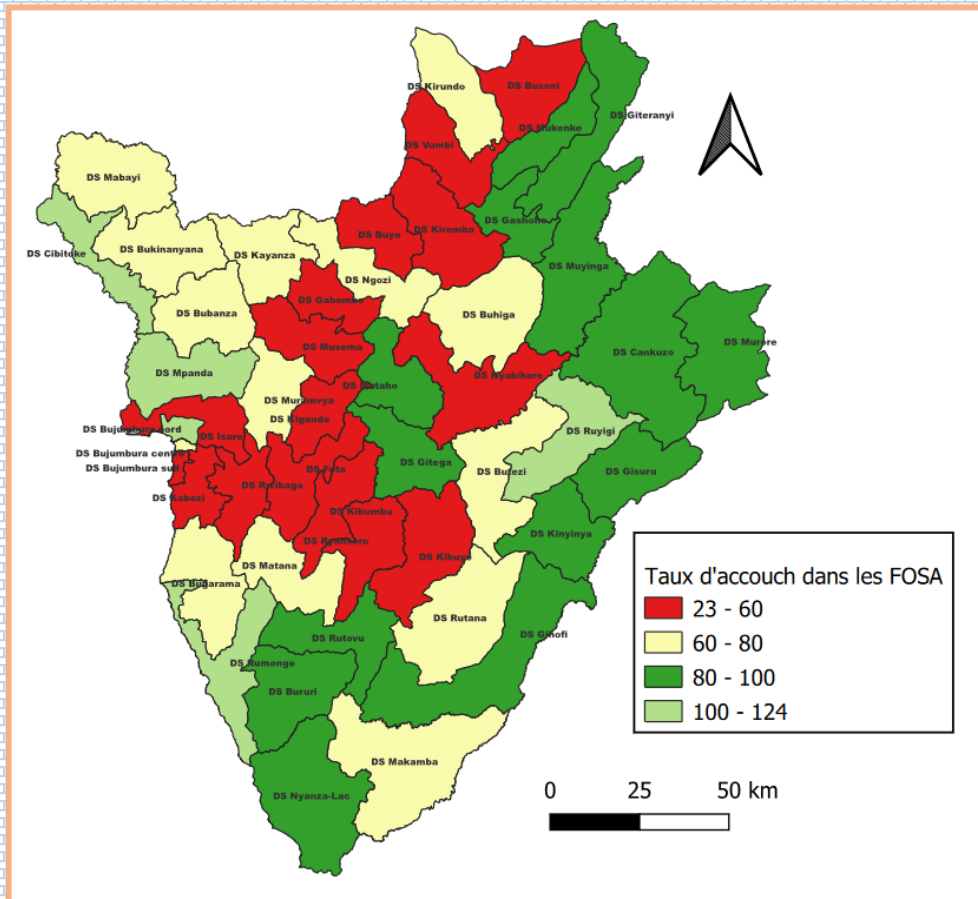 DS Kirundo
DS Busoni
DS Giteranyi
DS Mukenke
DS Vumbi
DS Mabayi
DS Gashoho
DS Kiremba
DS Buye
DS Cibitoke
DS Bukinanyana
DS Kayanza
DS Muyinga
DS Ngozi
DS Gahombo
DS Bubanza
DS Buhiga
DS Musema
DS Cankuzo
DS Murore
DS Mpanda
DS Mutaho
DS Nyabikere
DS Muramvya
DS Kiganda
DS Bujumbura nord
DS Isare
DS Ruyigi
DS Bujumbura centre
DS Bujumbura sud
DS Gitega
DS Butezi
DS Gisuru
DS Fota
DS Rwibaga
DS Kabezi
DS Kibumbu
DS Kinyinya
DS Ryansoro
DS Kibuye
DS Matana
DS Bugarama
DS Rutana
DS Gihofi
DS Rutovu
DS Rumonge
DS Bururi
DS Makamba
DS Nyanza-Lac
Taux d'accouch dans les FOSA
23 - 60
60 - 80
80 - 100
100 - 124
0 25 50 km